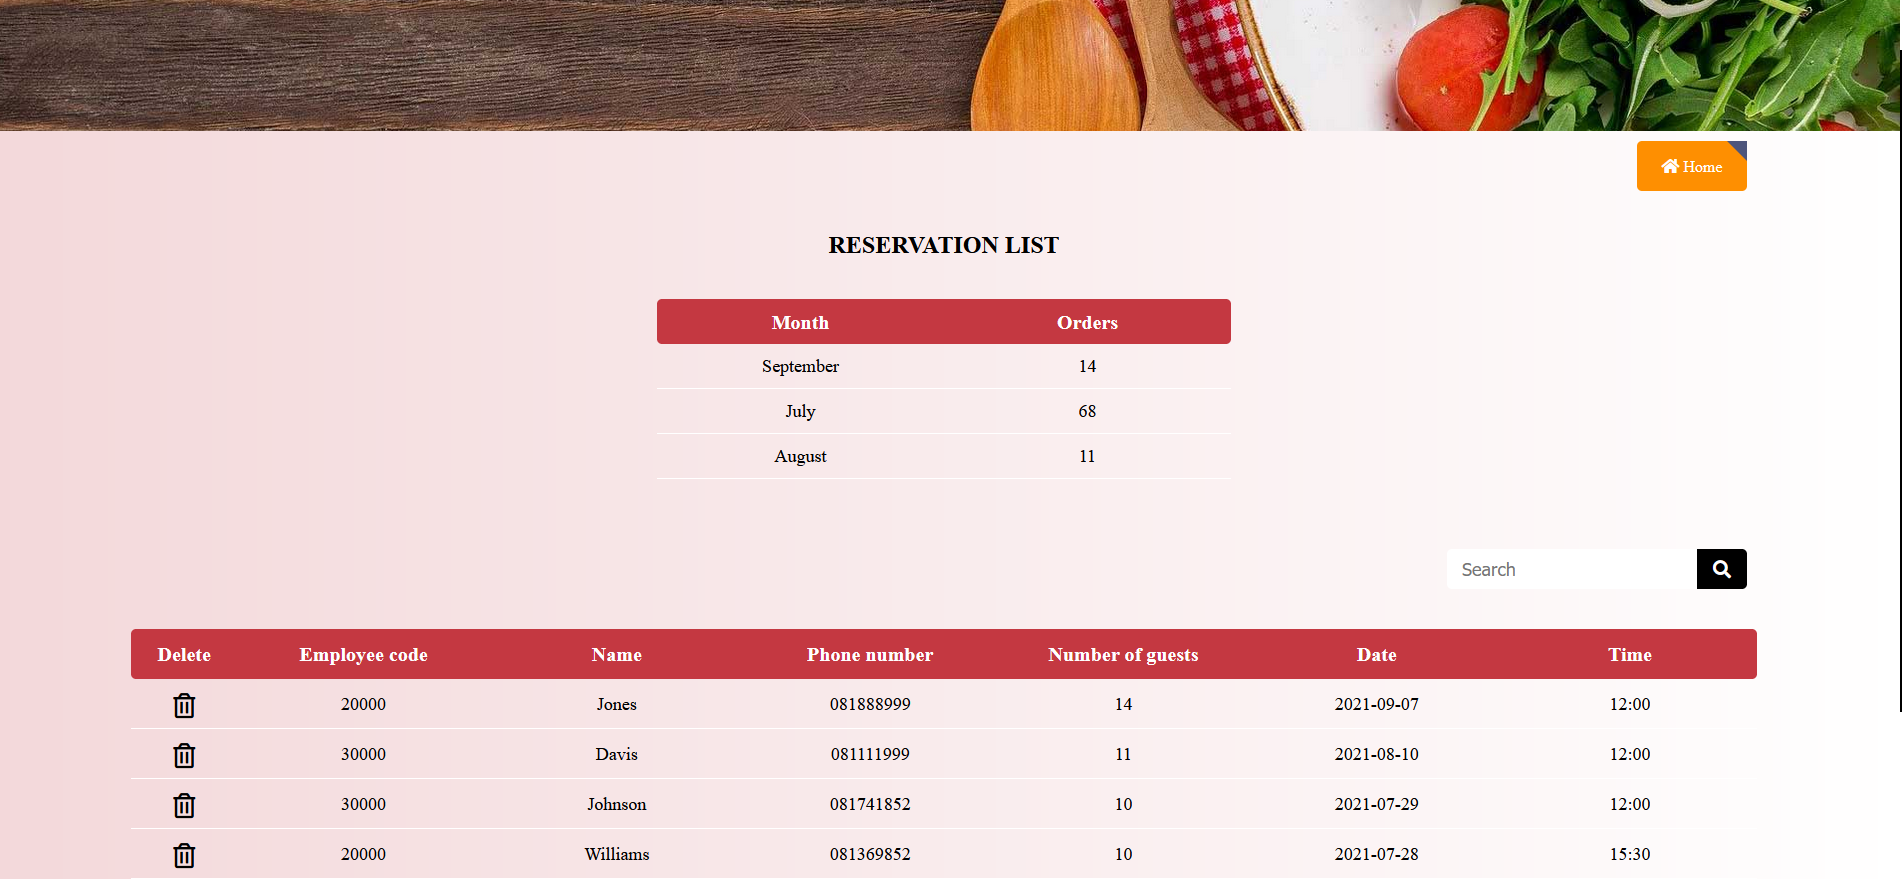 Home
RESERVATION LIST
Month Orders
September 14
July 68
August 11
Search
Delete Employee code Name Phone number Number of guests Date Time
20000 Jones 081888999 14 2021-09-07 12:00
30000 Davis 081111999 11 2021-08-10 12:00
30000 Johnson 081741852 10 2021-07-29 12:00
20000 Williams 081369852 10 2021-07-28 15:30